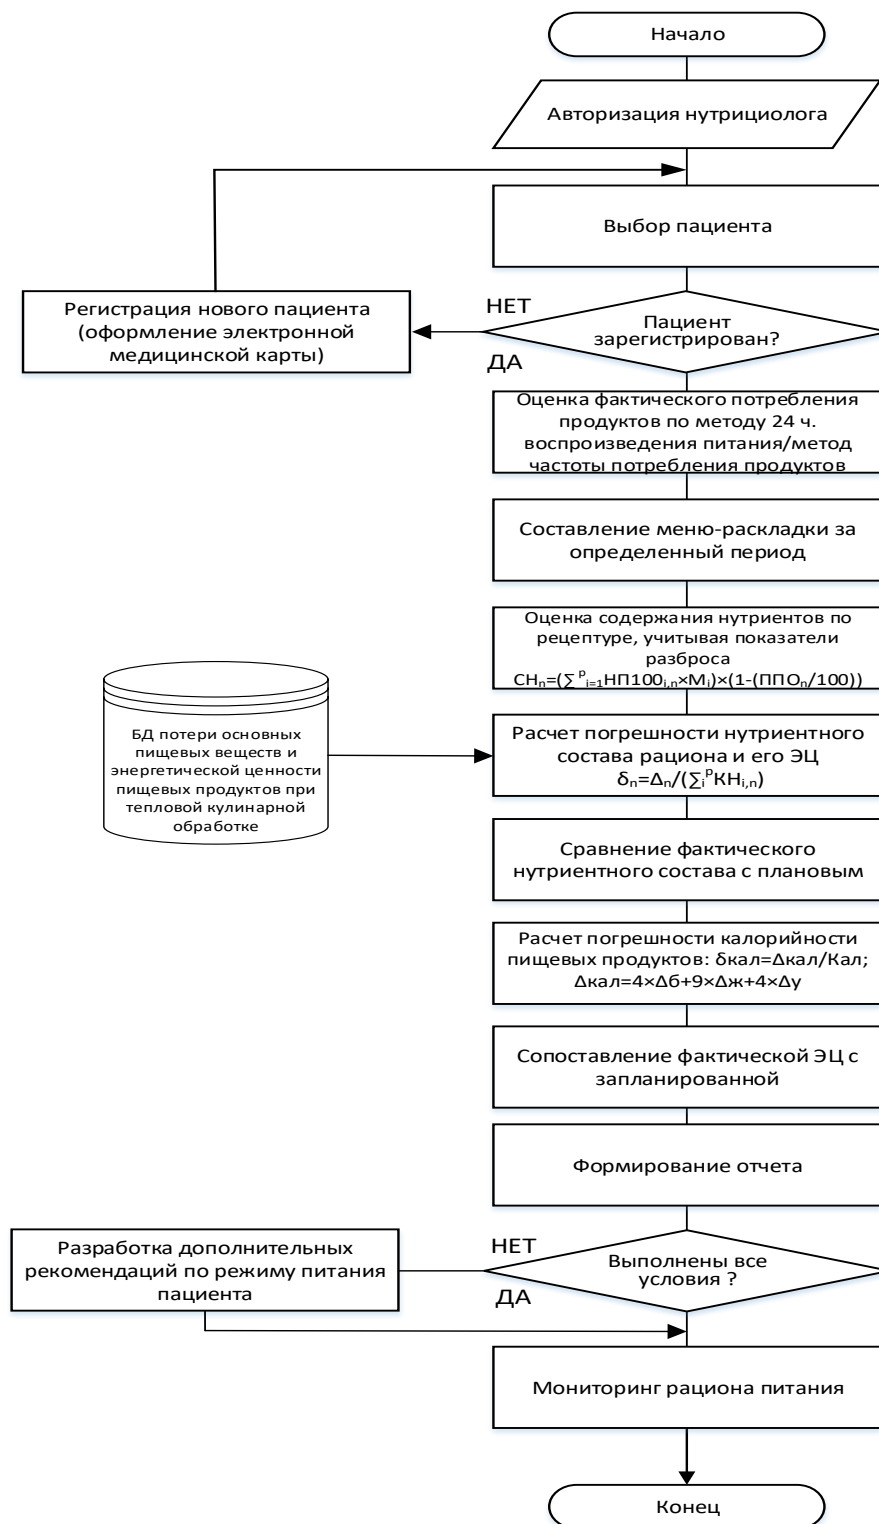 Начало
Авторизация нутрициолога
Выбор пациента
НЕТ
Регистрация нового пациента
(оформление электронной
медицинской карты)
Пациент
зарегистрирован?
ДА
Оценка фактического потребления
продуктов по методу 24 ч.
воспроизведения питания/метод
частоты потребления продуктов
Составление меню-раскладки за
определенный период
Оценка содержания нутриентов по
рецептуре, учитывая показатели
разброса
СНₙ=(∑ᵖᵢ₌₁НП100ᵢ,ₙ×Mᵢ)×(1-(ППОₙ/100))
БД потери основных
пищевых веществ и
энергетической ценности
пищевых продуктов при
тепловой кулинарной
обработке
Расчет погрешности нутриентного
состава рациона и его ЭЦ
δₙ=Δₙ/(∑ᵢᵖКНᵢ,ₙ)
Сравнение фактического
нутриентного состава с плановым
Расчет погрешности калорийности
пищевых продуктов: δкал=Δкал/Кал;
Δкал=4×Δб+9×Δж+4×Δу
Сопоставление фактической ЭЦ с
запланированной
Формирование отчета
НЕТ
Разработка дополнительных
рекомендаций по режиму питания
пациента
Выполнены все
условия ?
ДА
Мониторинг рациона питания
Конец